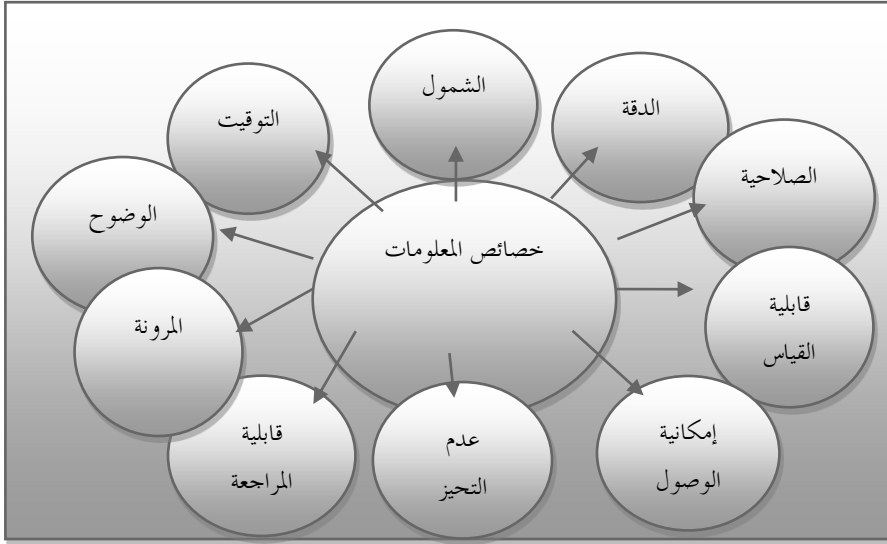 الشمول
الدقة
التوقيت
الصلاحية
الوضوح
خصائص المعلومات
قابلية
القياس
المرونة
إمكانية
الوصول
عدم
التحيز
قابلية
المراجعة